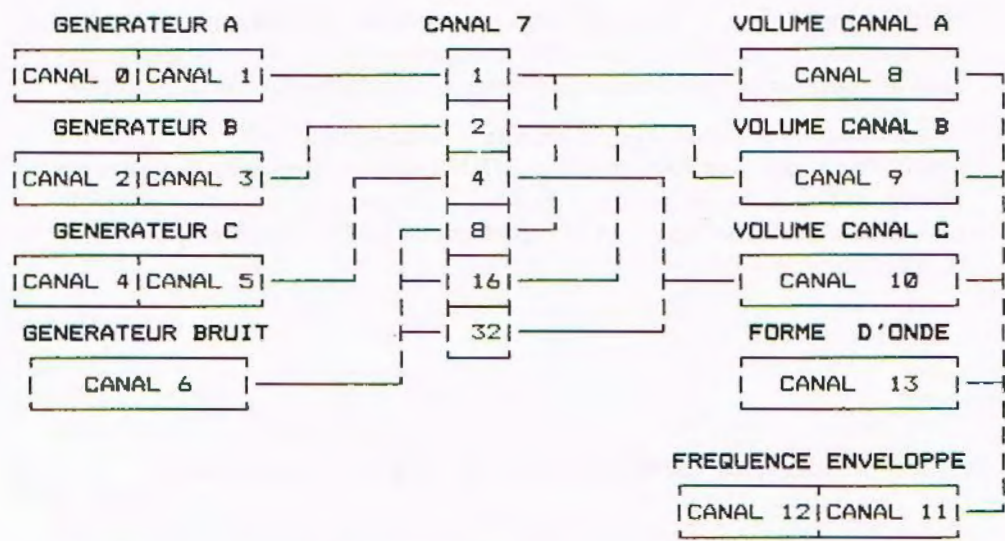 GENERATEUR A CANAL 7 VOLUME CANAL A
CANAL 0 CANAL 1 1 CANAL 8
GENERATEUR B 2 VOLUME CANAL B
CANAL 2 CANAL 3 4 CANAL 9
GENERATEUR C 8 VOLUME CANAL C
CANAL 4 CANAL 5 16 CANAL 10
GENERATEUR BRUIT 32 FORME D'ONDE
CANAL 6 CANAL 13
FREQUENCE ENVELOPPE
CANAL 12 CANAL 11